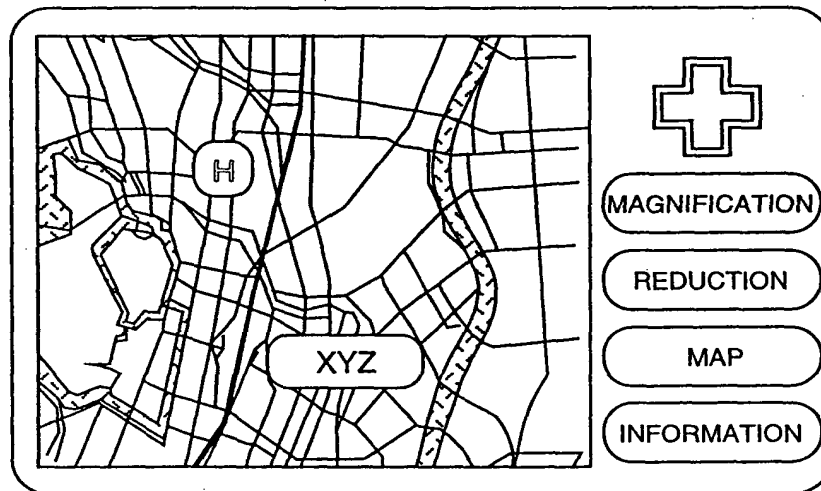 H
MAGNIFICATION
REDUCTION
XYZ
MAP
INFORMATION